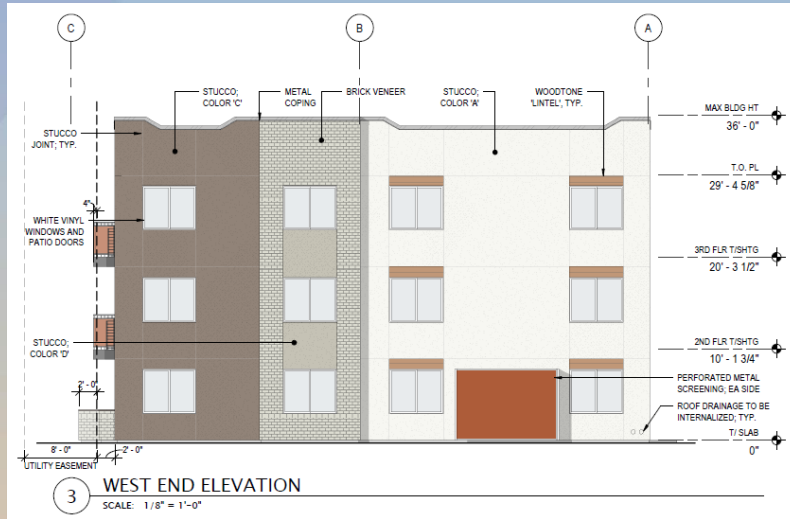 C
B
A
STUCCO;
COLOR 'C'
METAL
COPING
BRICK VENEER
STUCCO;
COLOR 'A'
WOODTONE
'LINTEL', TYP.
MAX BLDG HT
36' - 0"
STUCCO
JOINT; TYP.
T.O. PL
29' - 4 5/8"
4"
WHITE VINYL
WINDOWS AND
PATIO DOORS
3RD FLR T/SHTG
20' - 3 1/2"
STUCCO;
COLOR 'D'
2ND FLR T/SHTG
10' - 1 3/4"
2' - 0"
PERFORATED METAL
SCREENING; EA SIDE
ROOF DRAINAGE TO BE
INTERNALIZED; TYP.
T/ SLAB
0"
8' - 0"
2' - 0"
UTILITY EASEMENT
3
WEST END ELEVATION
SCALE: 1/8" = 1'-0"